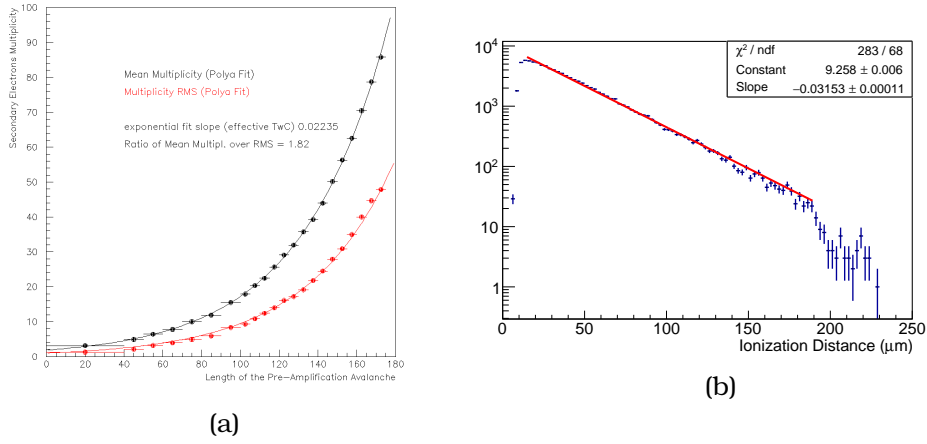 Secondary Electrons Multiplicity
100
90
80
70
60
50
40
30
20
10
0
Mean Multiplicity (Polya Fit)
Multiplicity RMS (Polya Fit)
exponential fit slope (effective TwC) 0.02235
Ratio of Mean Multipl. over RMS = 1.82
0 20 40 60 80 100 120 140 160 180
Length of the Pre-Amplification Avalanche
(a)
χ² / ndf 283 / 68
Constant 9.258 ± 0.006
Slope −0.03153 ± 0.00011
10⁴
10³
10²
10
1
0 50 100 150 200 250
Ionization Distance (μm)
(b)